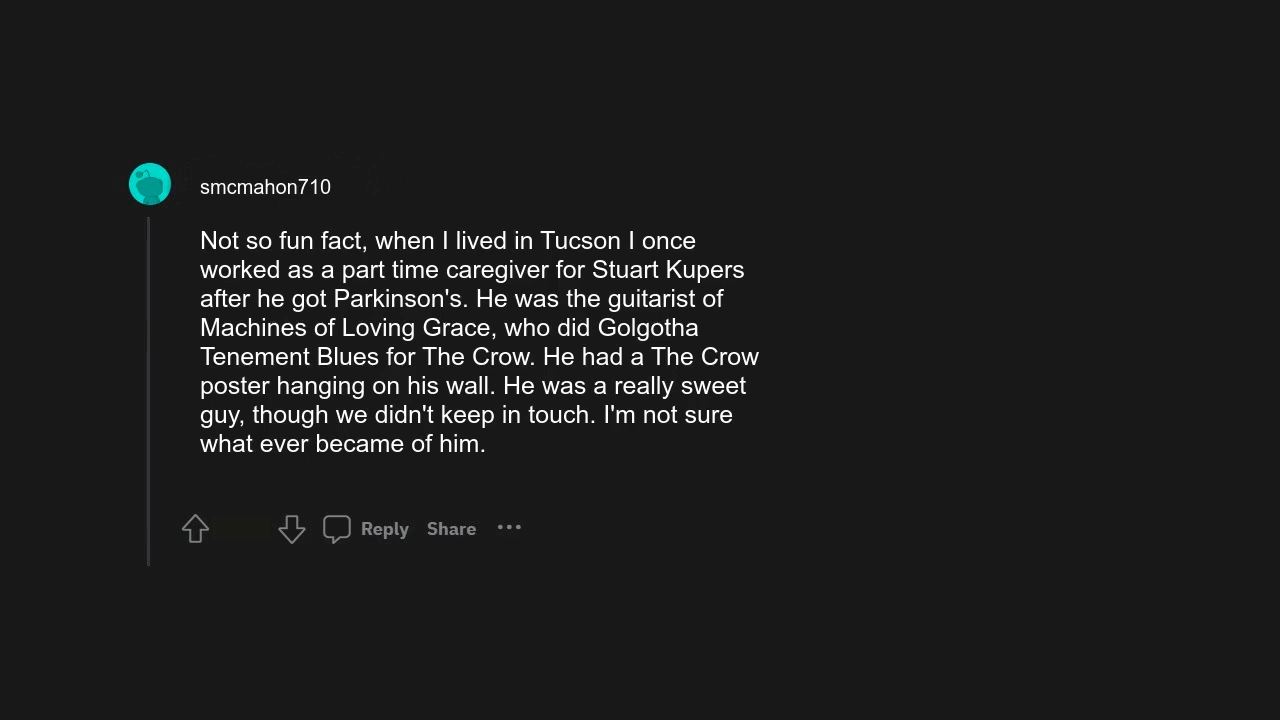 smcmahon710
Not so fun fact, when I lived in Tucson I once
worked as a part time caregiver for Stuart Kupers
after he got Parkinson's. He was the guitarist of
Machines of Loving Grace, who did Golgotha
Tenement Blues for The Crow. He had a The Crow
poster hanging on his wall. He was a really sweet
guy, though we didn't keep in touch. I'm not sure
what ever became of him.
Reply Share •••